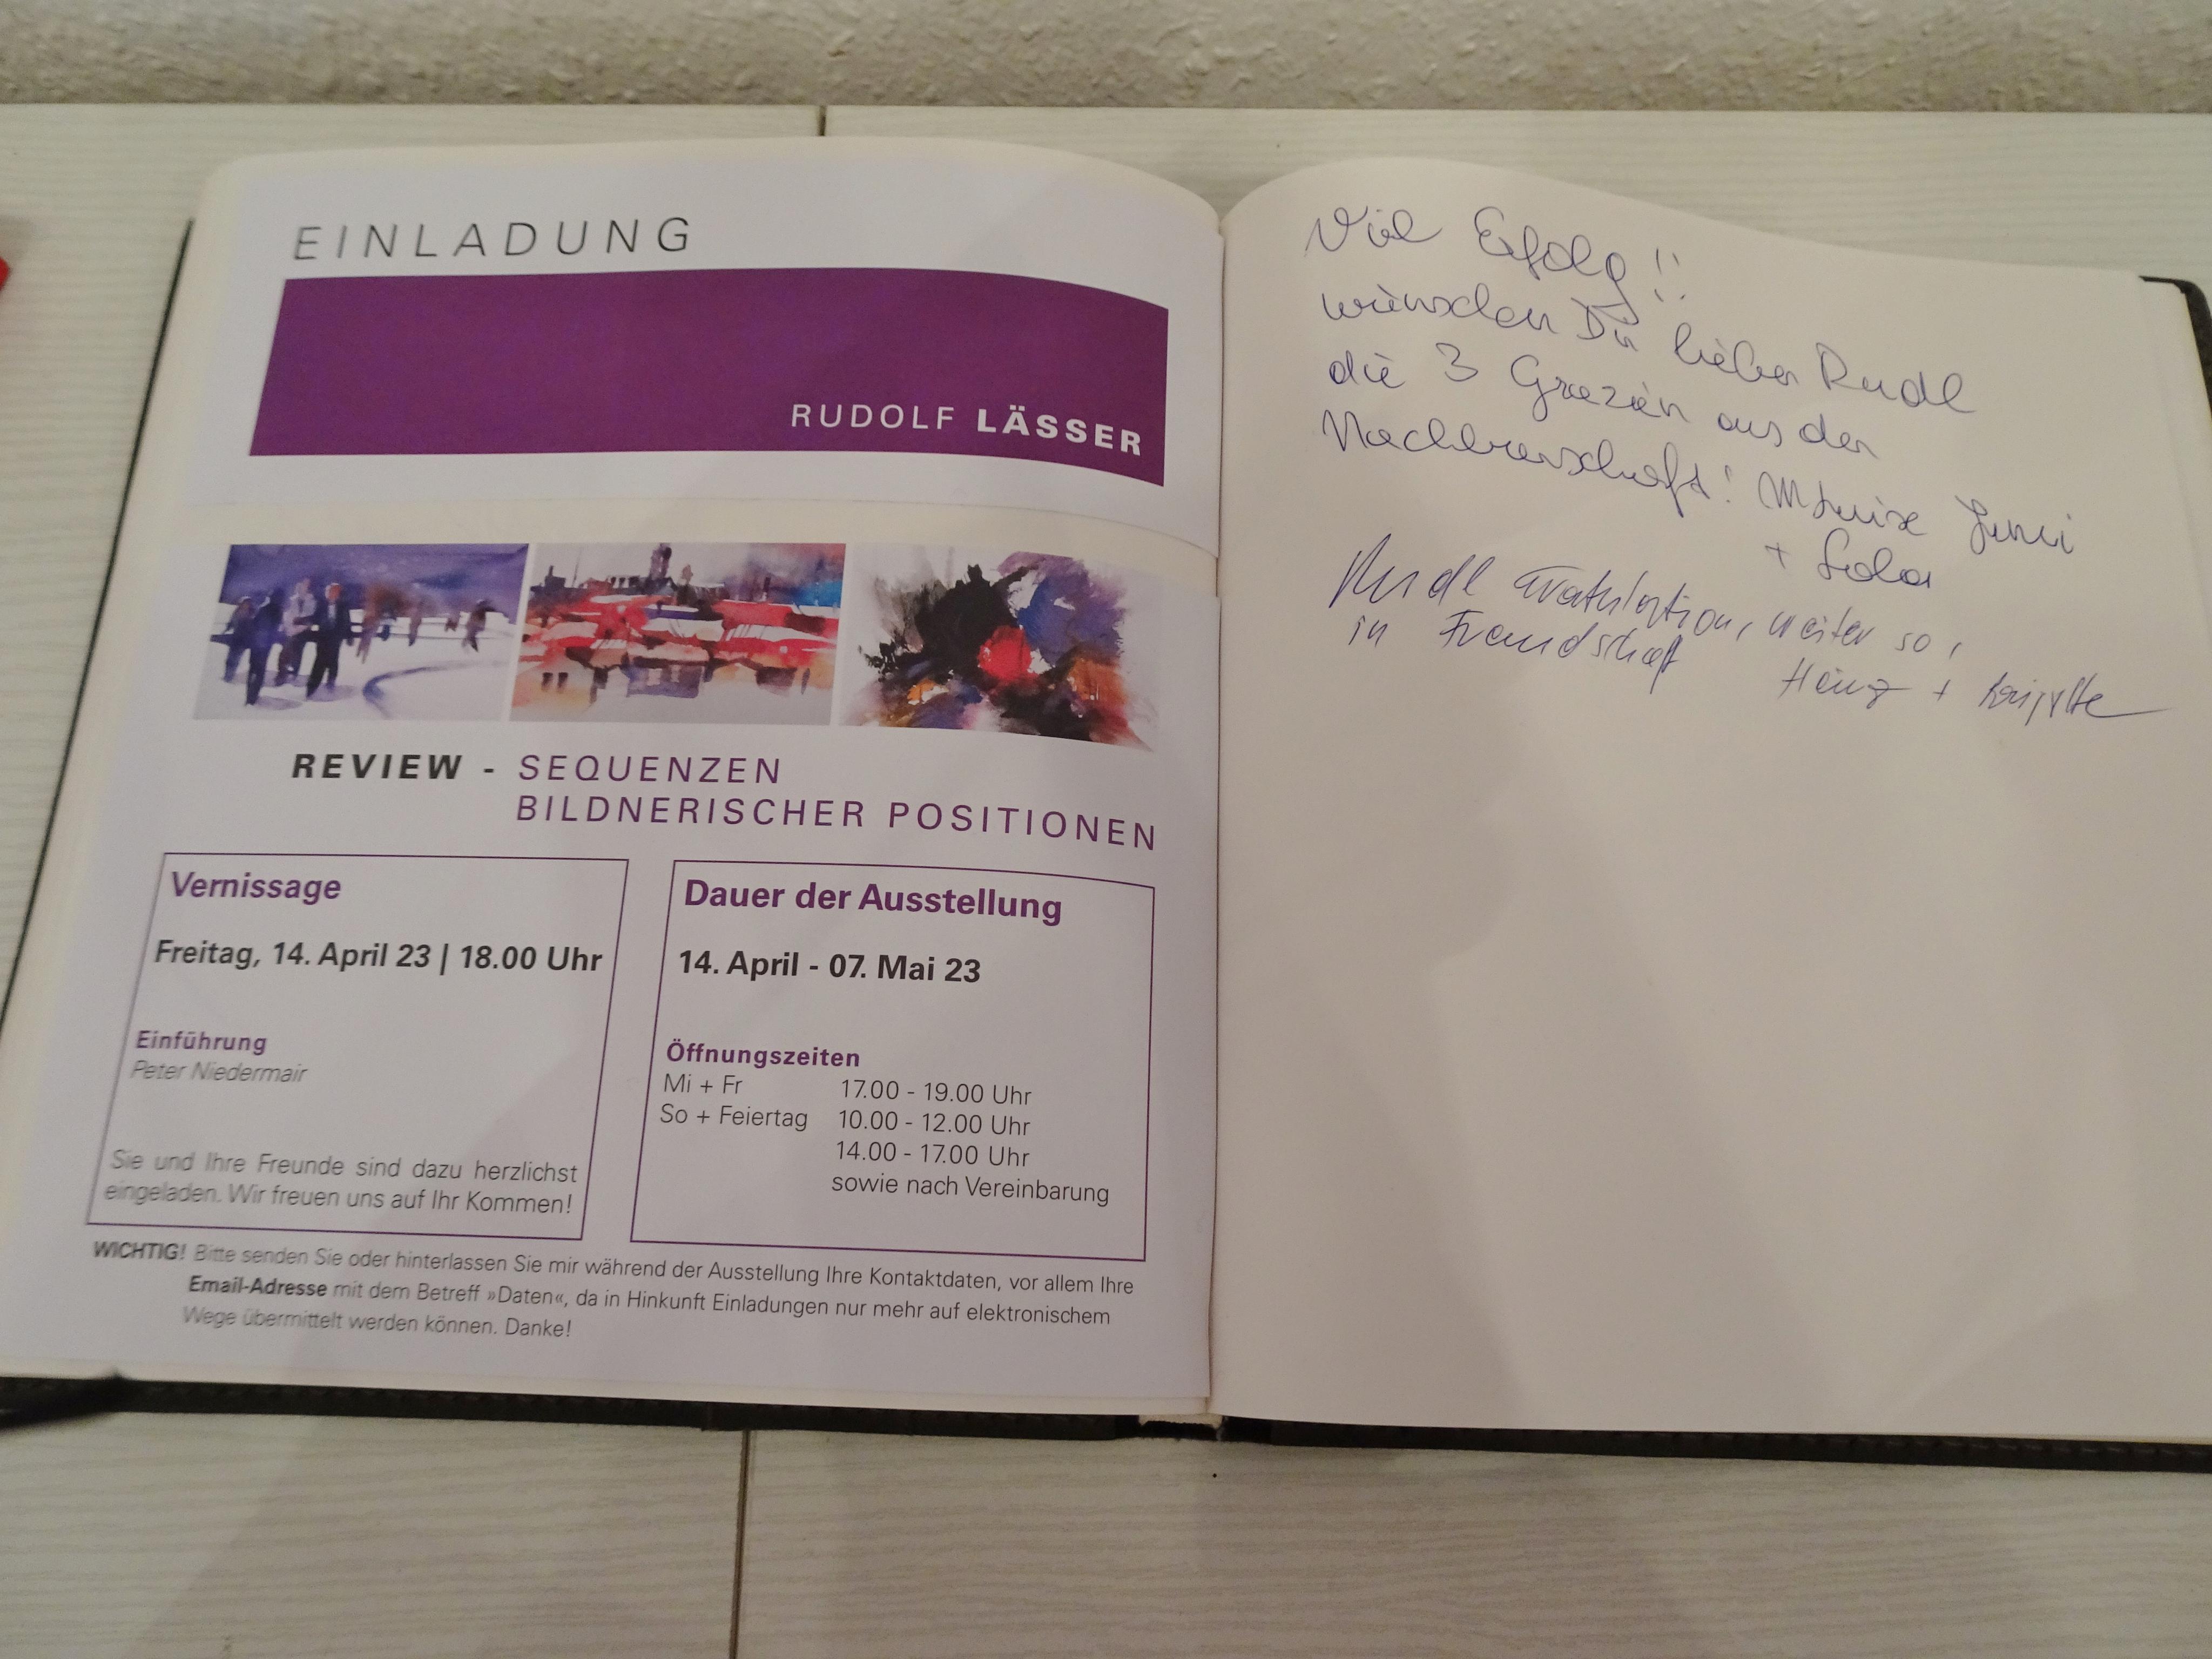 EINLADUNG
RUDOLF LÄSSER
REVIEW - SEQUENZEN
BILDNERISCHER POSITIONEN
Vernissage
Freitag, 14. April 23 | 18.00 Uhr
Einführung
Peter Niedermair
Sie und Ihre Freunde sind dazu herzlichst
eingeladen. Wir freuen uns auf Ihr Kommen!
Dauer der Ausstellung
14. April - 07. Mai 23
Öffnungszeiten
Mi + Fr 17.00 - 19.00 Uhr
So + Feiertag 10.00 - 12.00 Uhr
14.00 - 17.00 Uhr
sowie nach Vereinbarung
WICHTIG! Bitte senden Sie oder hinterlassen Sie mir während der Ausstellung Ihre Kontaktdaten, vor allem Ihre
Email-Adresse mit dem Betreff »Daten«, da in Hinkunft Einladungen nur mehr auf elektronischem
Wege übermittelt werden können. Danke!
Viel Erfolg!!
wünschen Dir lieber Rudl
die 3 Grazien aus der
Nachbarschaft!
+
Rudl Gratulation, weiter so,
in Freundschaft Heinz + Brigitte